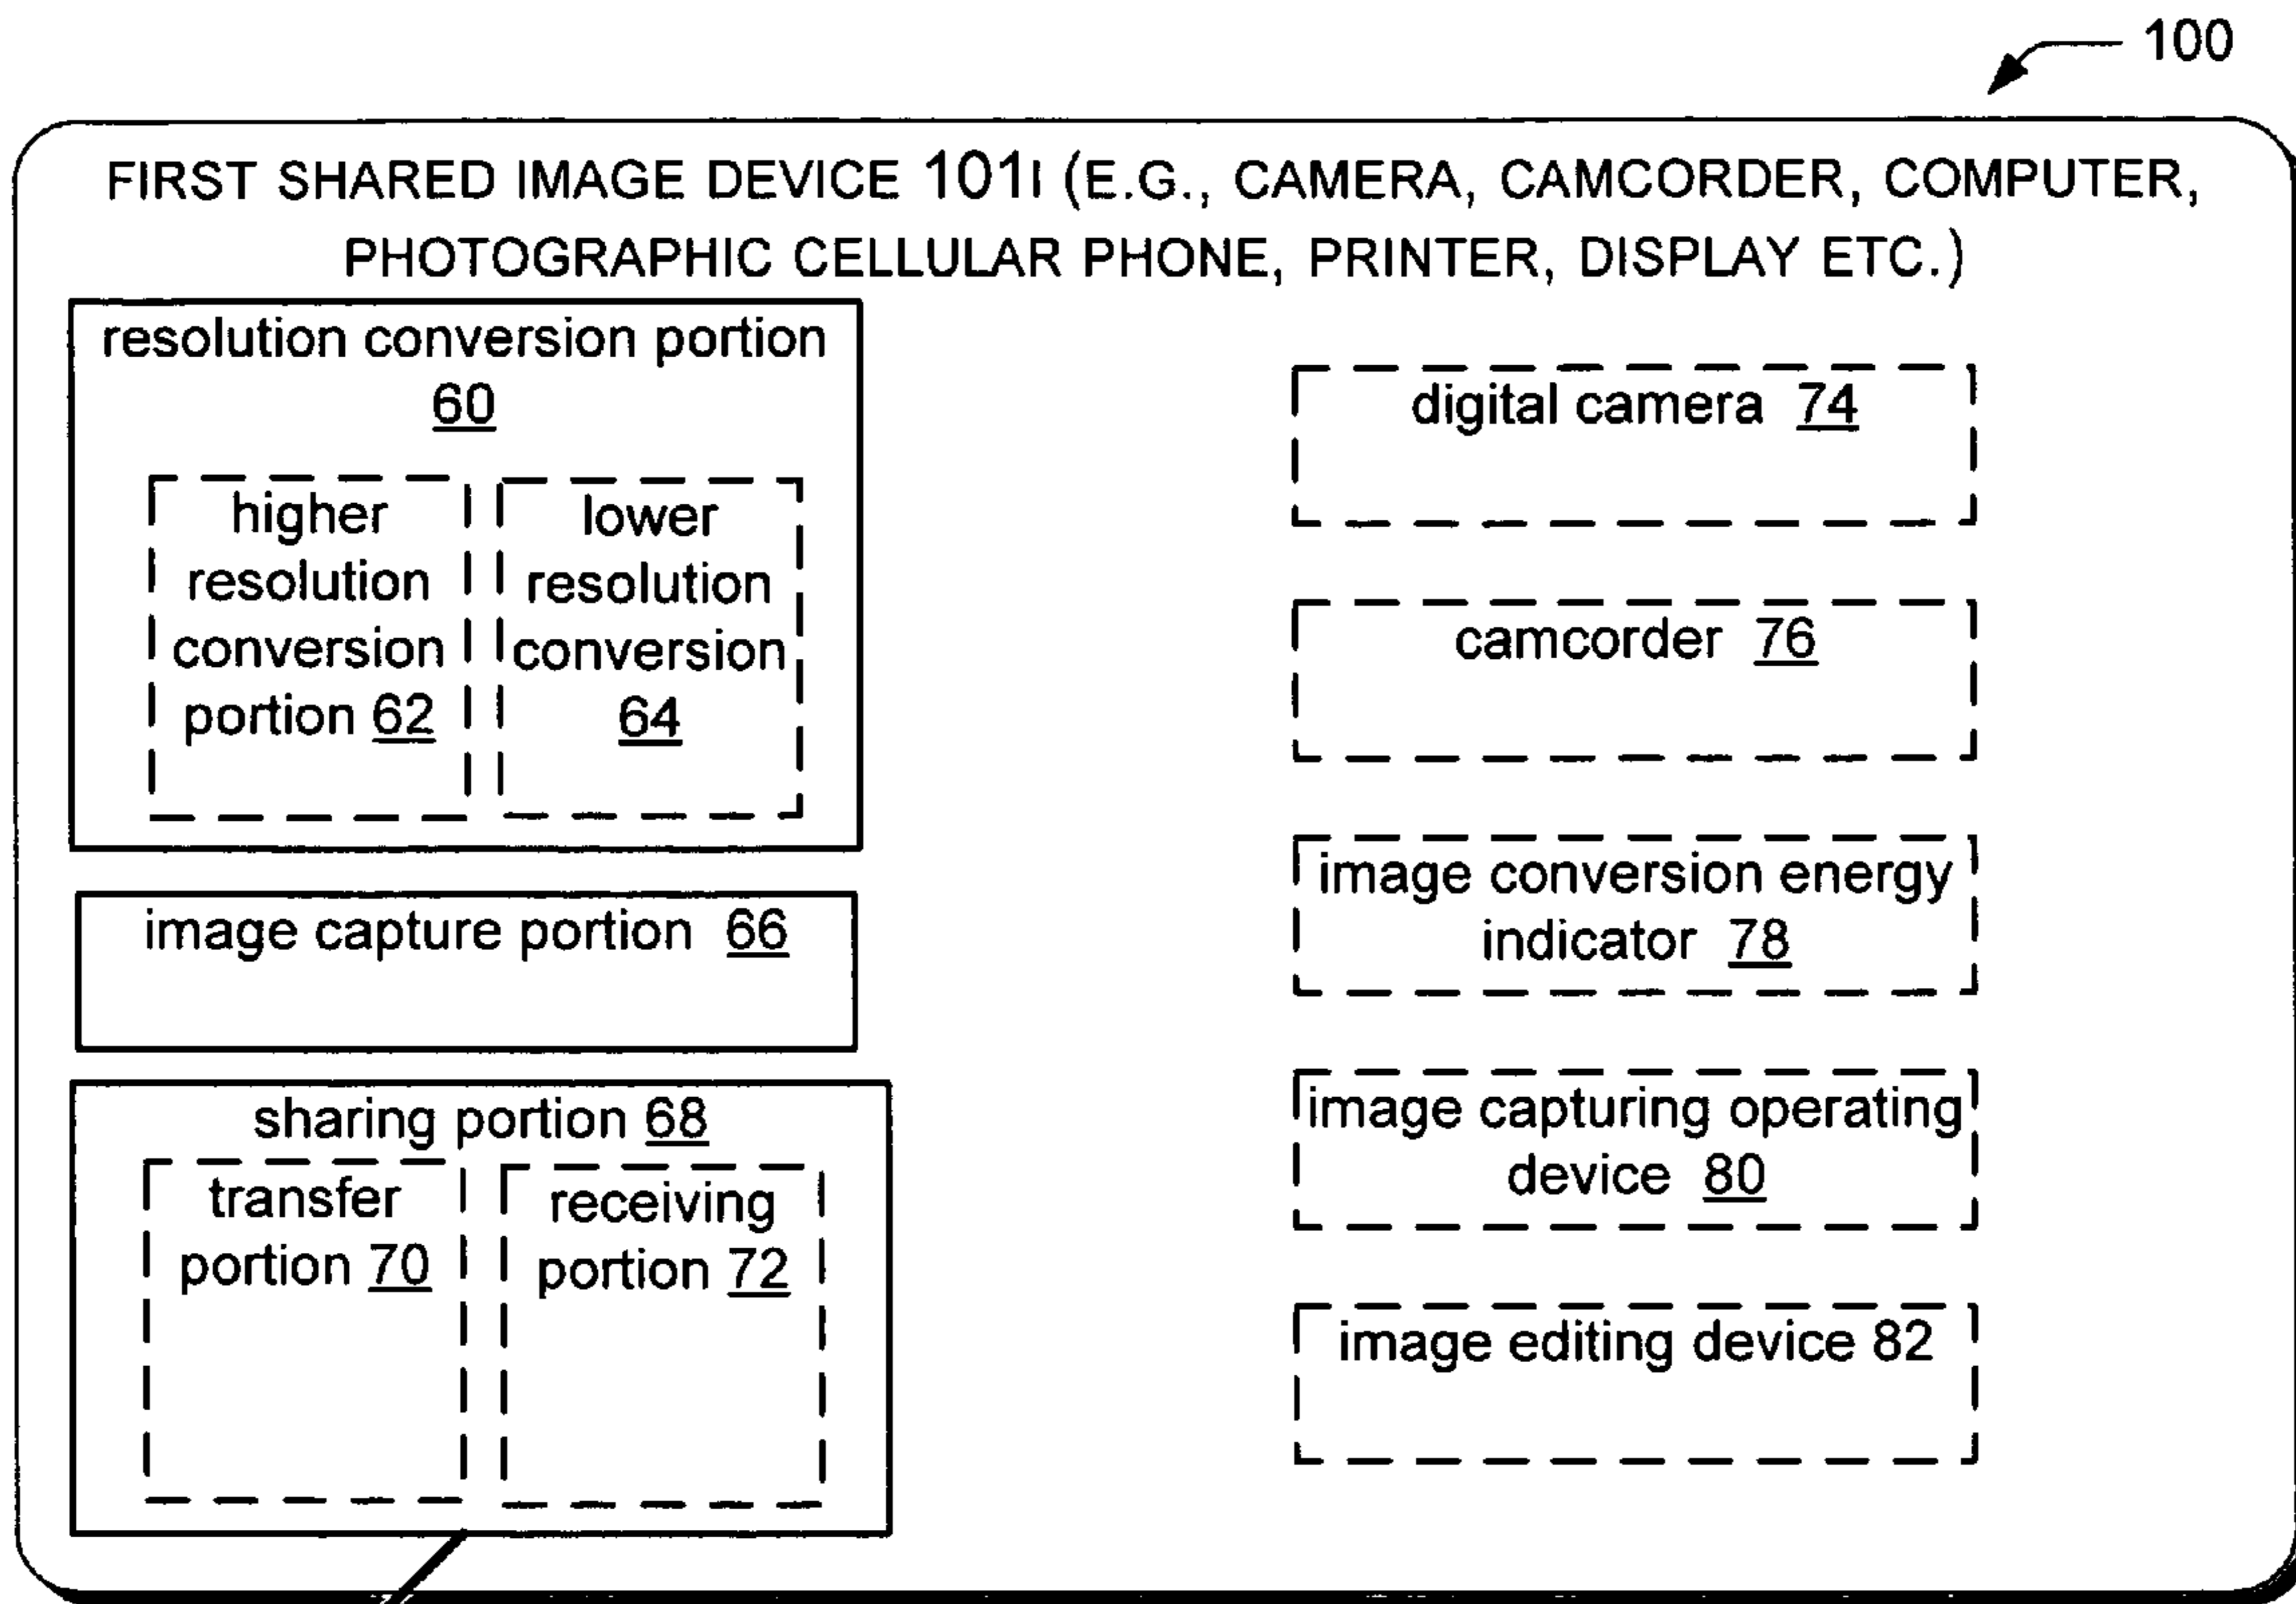 100
FIRST SHARED IMAGE DEVICE 101I (E.G., CAMERA, CAMCORDER, COMPUTER,
PHOTOGRAPHIC CELLULAR PHONE, PRINTER, DISPLAY ETC.)
resolution conversion portion
60
higher
resolution
conversion
portion 62
lower
resolution
conversion
64
image capture portion 66
sharing portion 68
transfer
portion 70
receiving
portion 72
digital camera 74
camcorder 76
image conversion energy
indicator 78
image capturing operating
device 80
image editing device 82